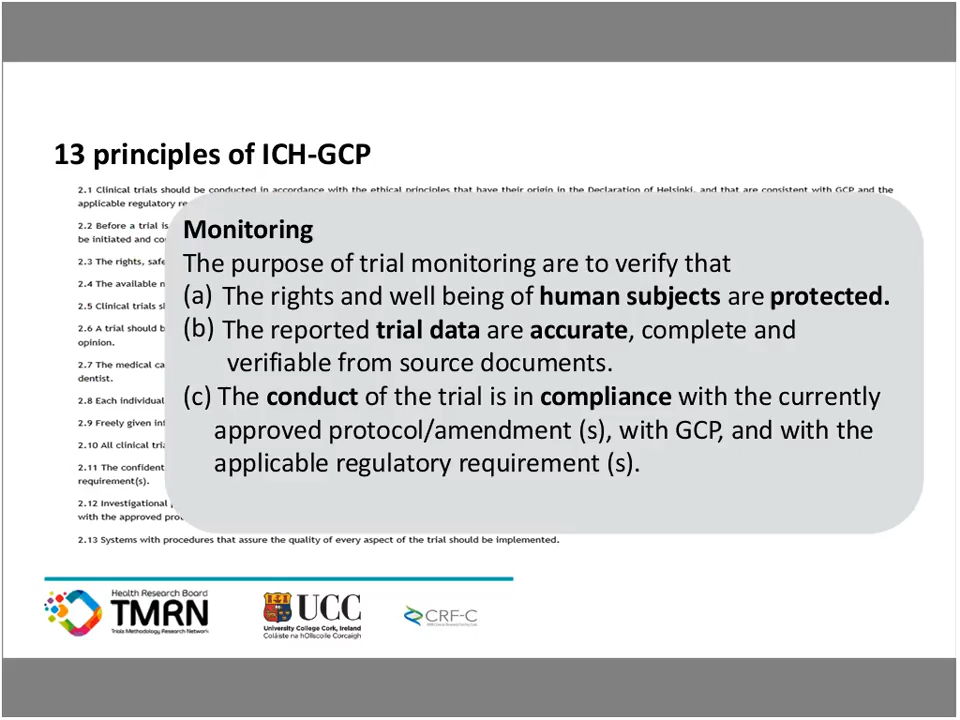 13 principles of ICH-GCP
2.1 Clinical trials should be conducted in accordance with the ethical principles that have their origin in the Declaration of Helsinki, and that are consistent with GCP and the
applicable regulatory re
2.2 Before a trial is
be initiated and co
2.3 The rights, safe
2.4 The available n
2.5 Clinical trials s
2.6 A trial should b
opinion.
2.7 The medical ca
dentist.
2.8 Each individual
2.9 Freely given in
2.10 All clinical tria
2.11 The confident
requirement(s).
2.12 Investigational
with the approved pro
2.13 Systems with procedures that assure the quality of every aspect of the trial should be implemented.
Monitoring
The purpose of trial monitoring are to verify that
(a) The rights and well being of human subjects are protected.
(b) The reported trial data are accurate, complete and
verifiable from source documents.
(c) The conduct of the trial is in compliance with the currently
approved protocol/amendment (s), with GCP, and with the
applicable regulatory requirement (s).
Health Research Board
TMRN
Trials Methodology Research Network
UCC
University College Cork, Ireland
Coláiste na hOllscoile Corcaigh
CRF-C